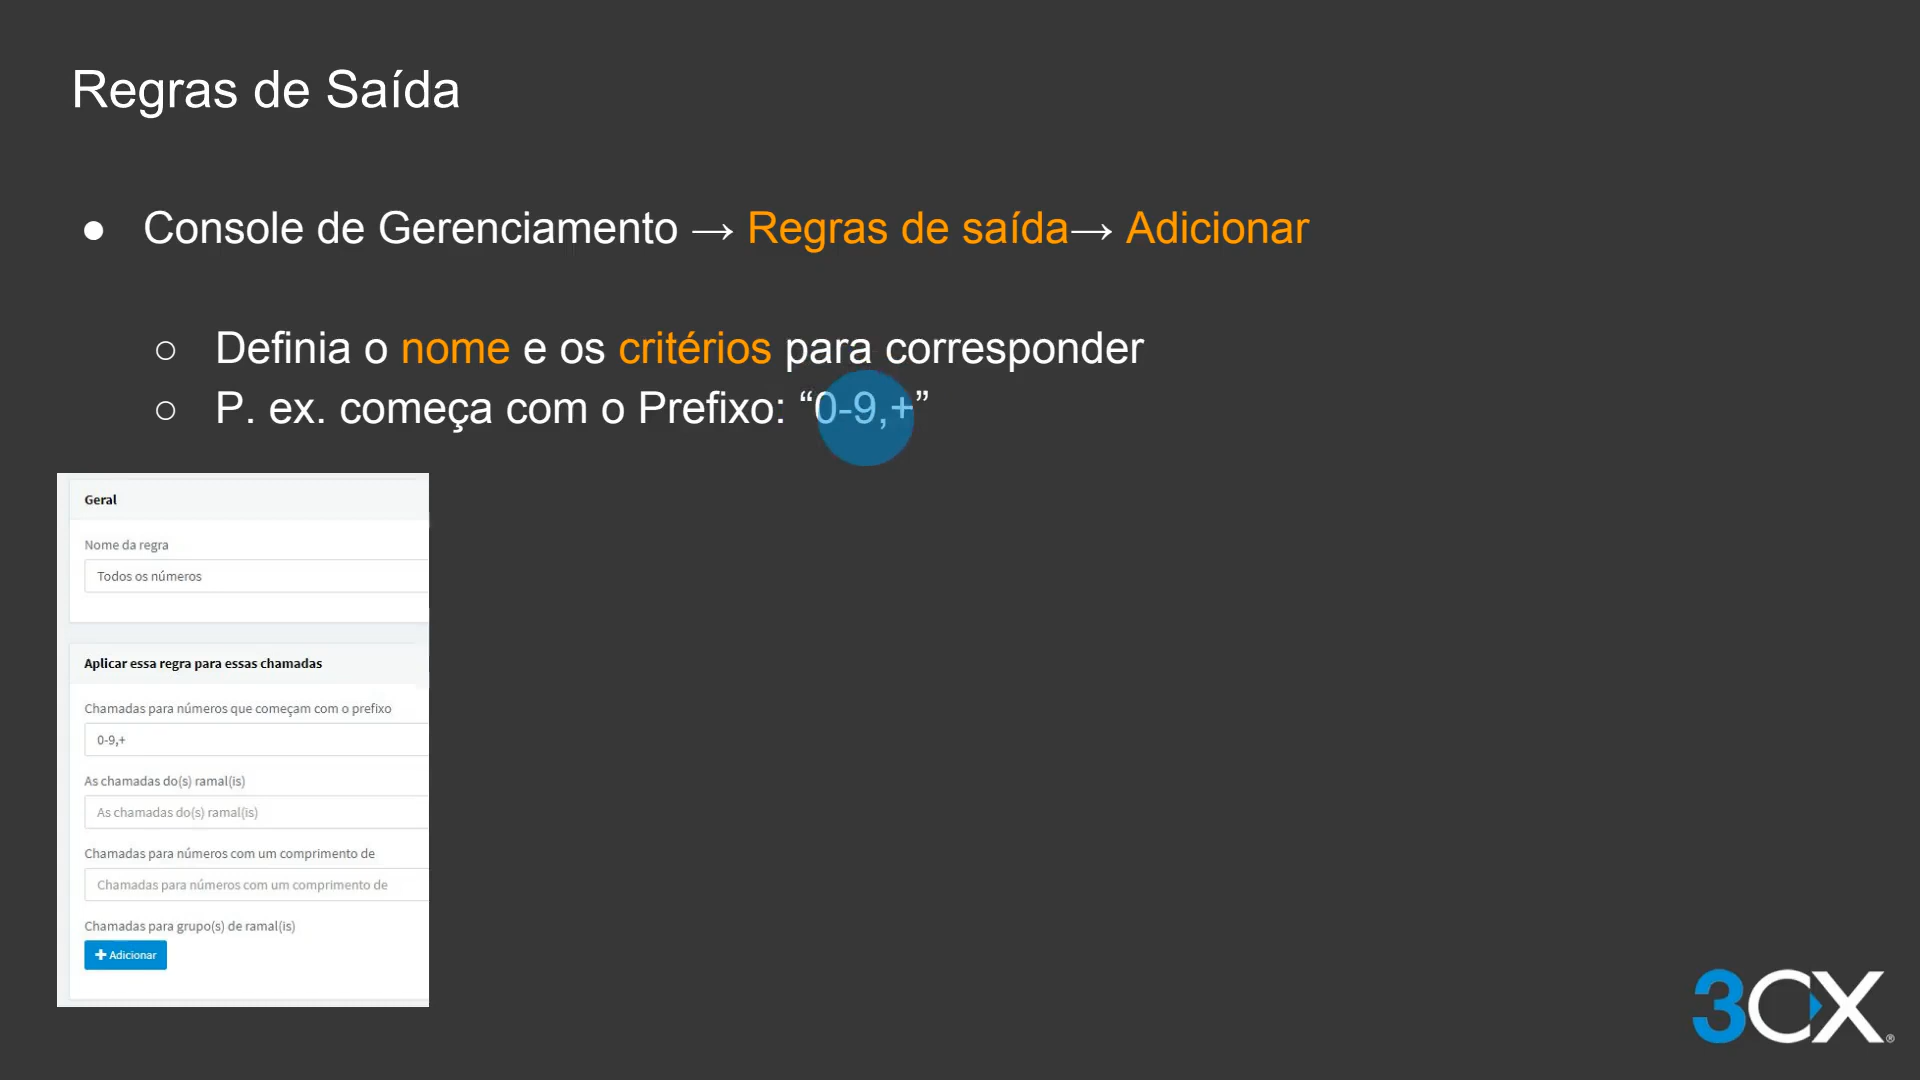 Regras de Saída
● Console de Gerenciamento → Regras de saída→ Adicionar
○ Definia o nome e os critérios para corresponder
○ P. ex. começa com o Prefixo: “0-9,+”
Geral
Nome da regra
Todos os números
Aplicar essa regra para essas chamadas
Chamadas para números que começam com o prefixo
0-9,+
As chamadas do(s) ramal(is)
As chamadas do(s) ramal(is)
Chamadas para números com um comprimento de
Chamadas para números com um comprimento de
Chamadas para grupo(s) de ramal(is)
+ Adicionar
3CX®